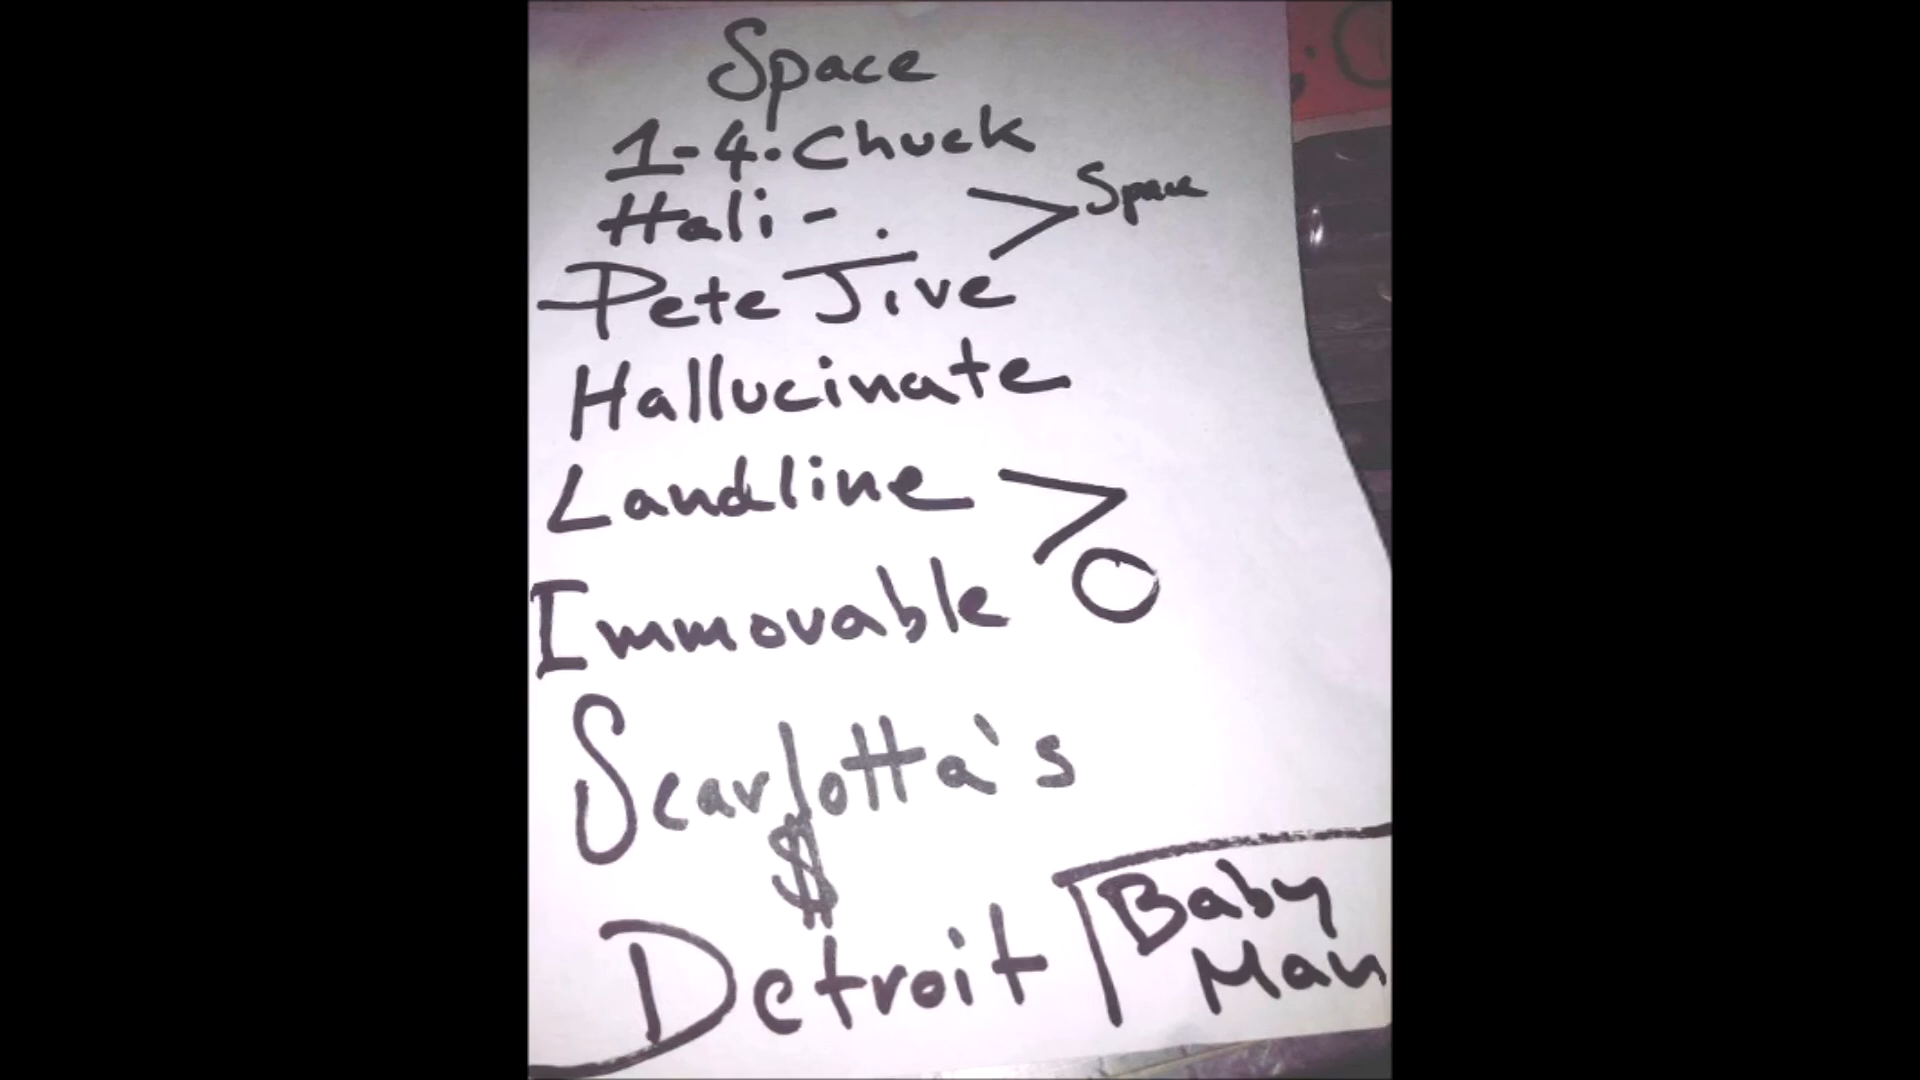 Space
1-4. Chuck
Hali - .
> Space
Pete Jive
Hallucinate
Landline >
O
Immovable
Scarlotta's
$
Detroit
Baby
Man